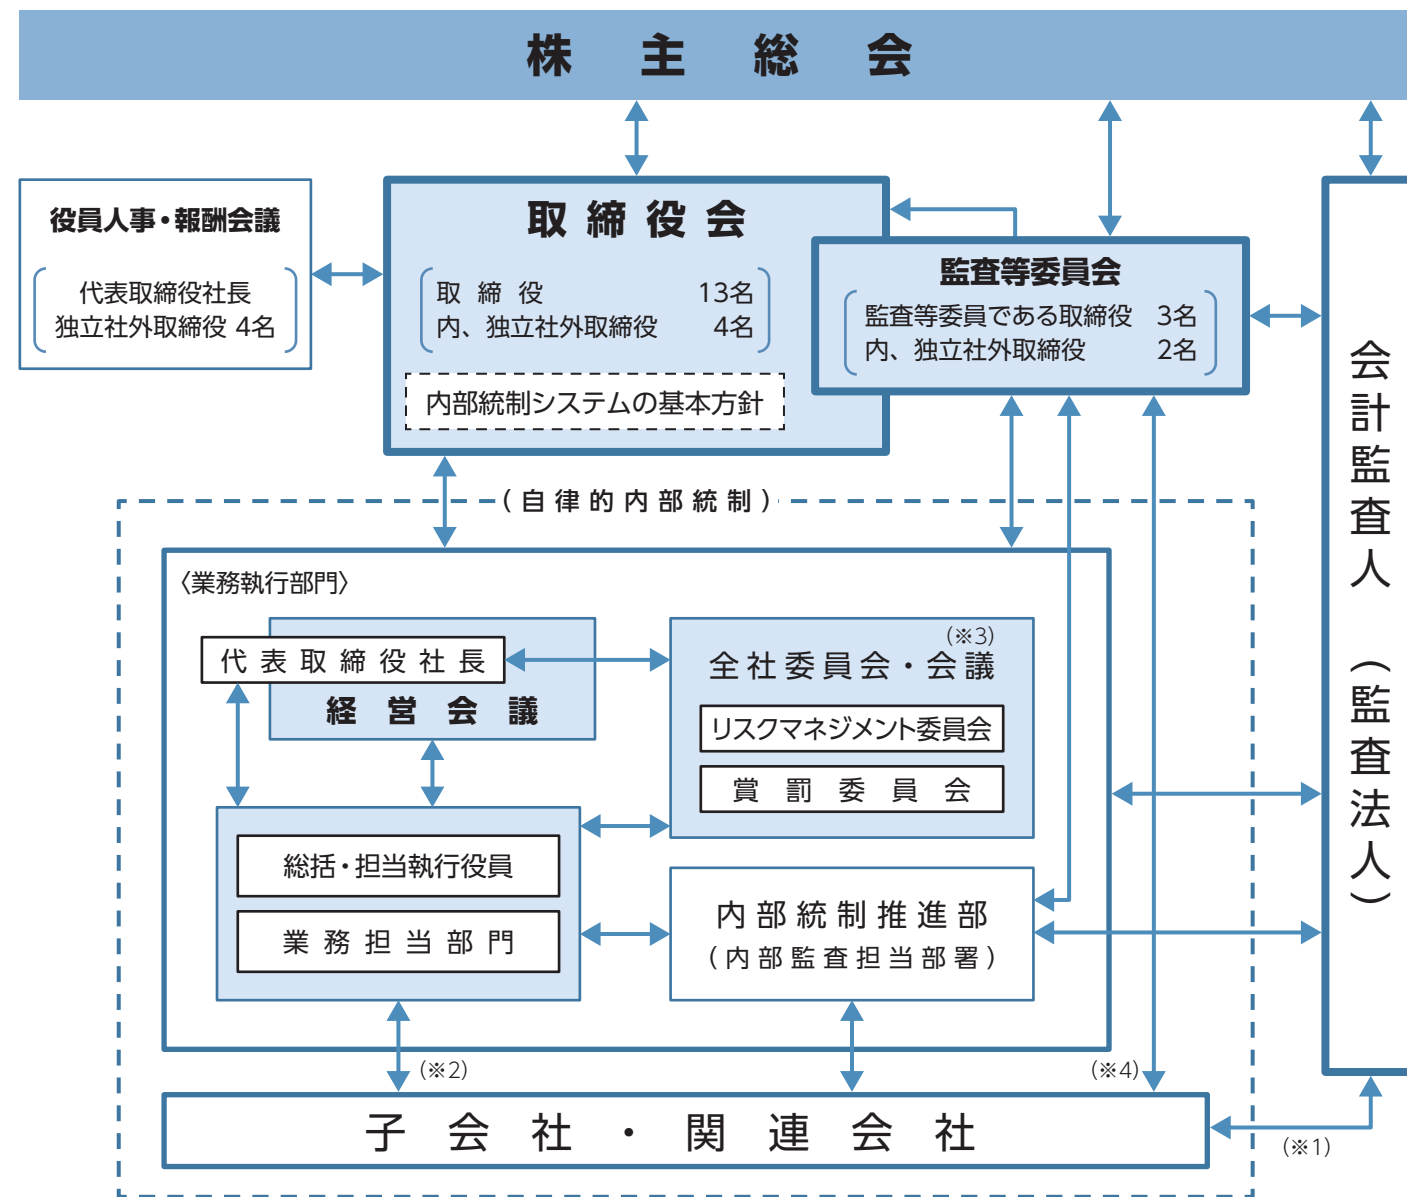 株主総会
役員人事・報酬会議
代表取締役社長
独立社外取締役 4名
取締役会
取締役 13名
内、独立社外取締役 4名
内部統制システムの基本方針
監査等委員会
監査等委員である取締役 3名
内、独立社外取締役 2名
会計監査人（監査法人）
(自律的内部統制)
〈業務執行部門〉
代表取締役社長
経営会議
(※3)
全社委員会・会議
リスクマネジメント委員会
賞罰委員会
総括・担当執行役員
業務担当部門
内部統制推進部
(内部監査担当部署)
(※2)
(※4)
子会社・関連会社
(※1)